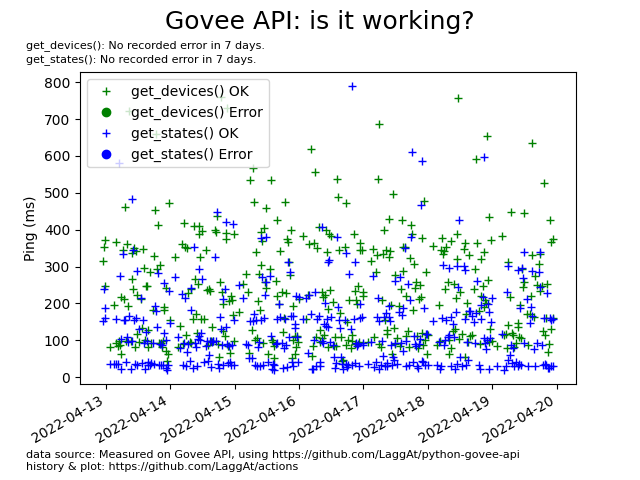 Govee API: is it working?
get_devices(): No recorded error in 7 days.
get_states(): No recorded error in 7 days.
get_devices() OK
get_devices() Error
get_states() OK
get_states() Error
Ping (ms)
800
700
600
500
400
300
200
100
0
2022-04-13
2022-04-14
2022-04-15
2022-04-16
2022-04-17
2022-04-18
2022-04-19
2022-04-20
data source: Measured on Govee API, using https://github.com/LaggAt/python-govee-api
history & plot: https://github.com/LaggAt/actions